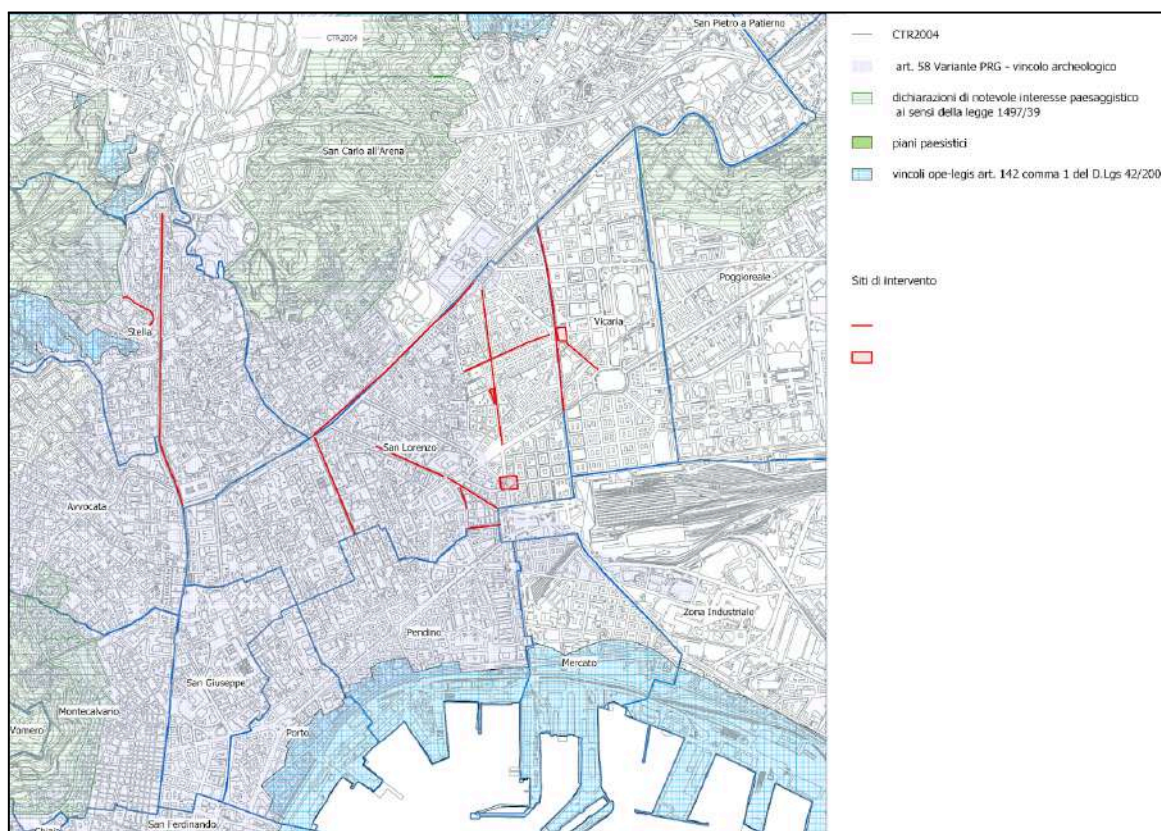 San Pietro a Patierno
CTR2004
San Carlo all'Arena
Poggioreale
Vicaria
Stella
San Lorenzo
Avvocata
Zona Industriale
Pendino
Mercato
San Giuseppe
Montecalvario
Vomero
Porto
San Ferdinando
CTR2004
art. 58 Variante PRG - vincolo archeologico
dichiarazioni di notevole interesse paesaggistico
ai sensi della legge 1497/39
piani paesistici
vincoli ope-legis art. 142 comma 1 del D.Lgs 42/200
Siti di intervento